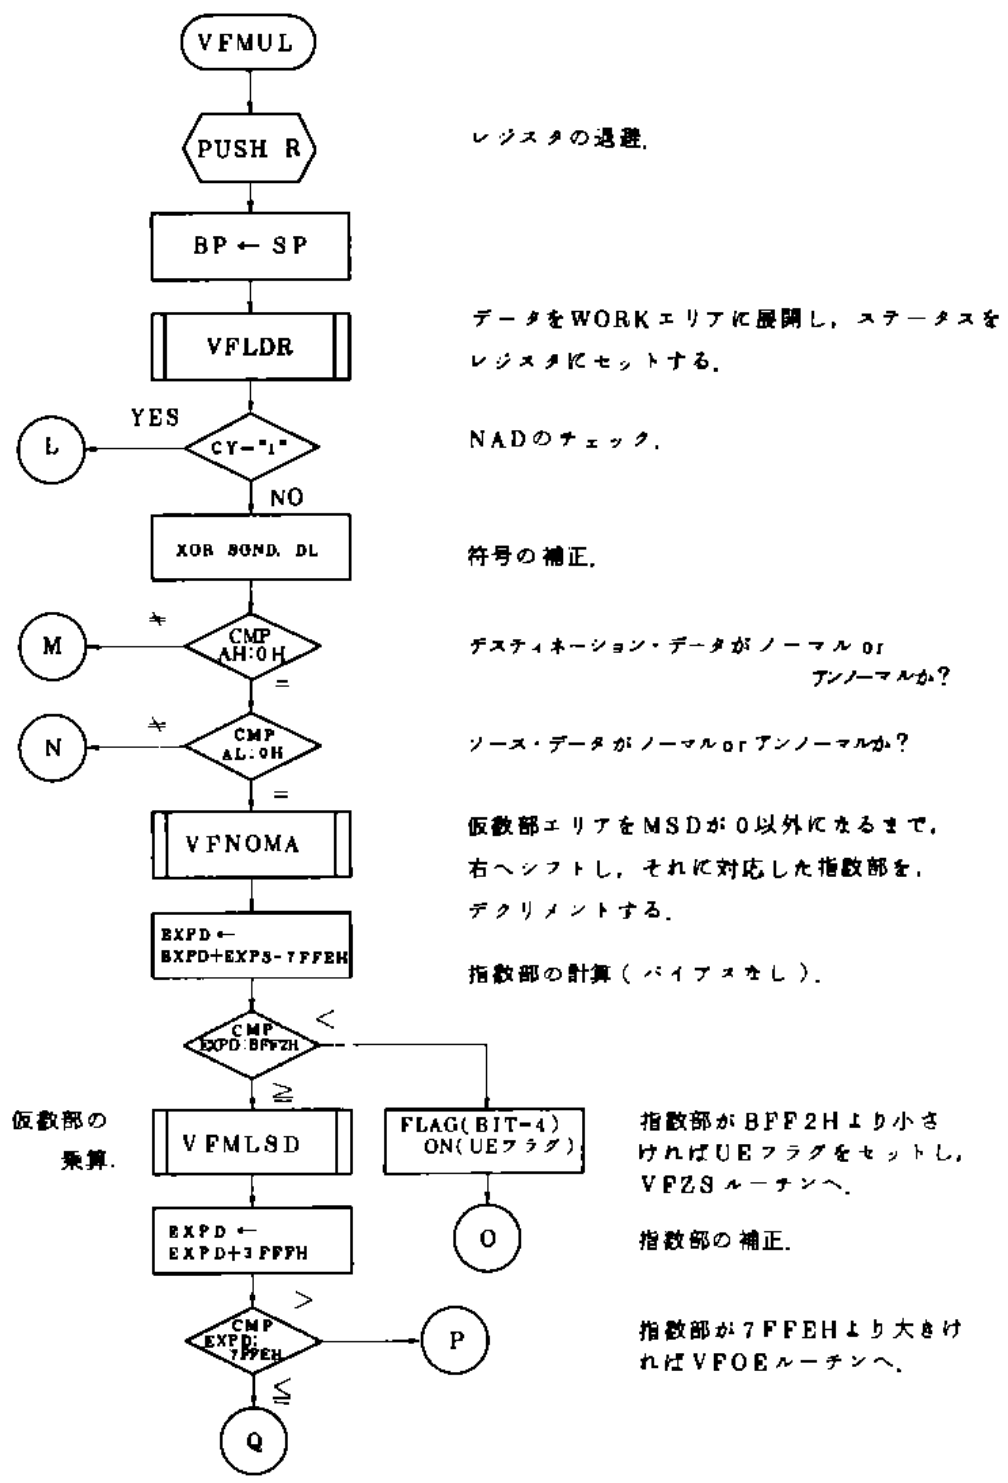 VFMUL
PUSH R
レジスタの退避.
BP ← SP
VFLDR
データをWORKエリアに展開し, ステータスを
レジスタにセットする.
YES
L
CY="1"
NADのチェック.
NO
XOR SGND, DL
符号の補正.
≠
M
CMP
AH:0H
デスティネーション・データがノーマル or
アンノーマルか?
=
≠
N
CMP
AL:0H
ソース・データがノーマル or アンノーマルか?
=
VFNOMA
仮数部エリアをMSDが0以外になるまで,
右へシフトし, それに対応した指数部を,
デクリメントする.
EXPD ←
EXPD+EXPS-7FFEH
指数部の計算(バイアスなし).
<
CMP
EXPD:BFF2H
≧
仮数部の
乗算.
VFMLSD
FLAG(BIT-4)
ON(UEフラグ)
指数部がBFF2Hより小さ
ければUEフラグをセットし,
VFZSルーチンへ.
EXPD ←
EXPD+3FFFH
O
指数部の補正.
>
CMP
EXPD:
7FFEH
P
指数部が7FFEHより大きけ
ればVFOEルーチンへ.
≦
Q